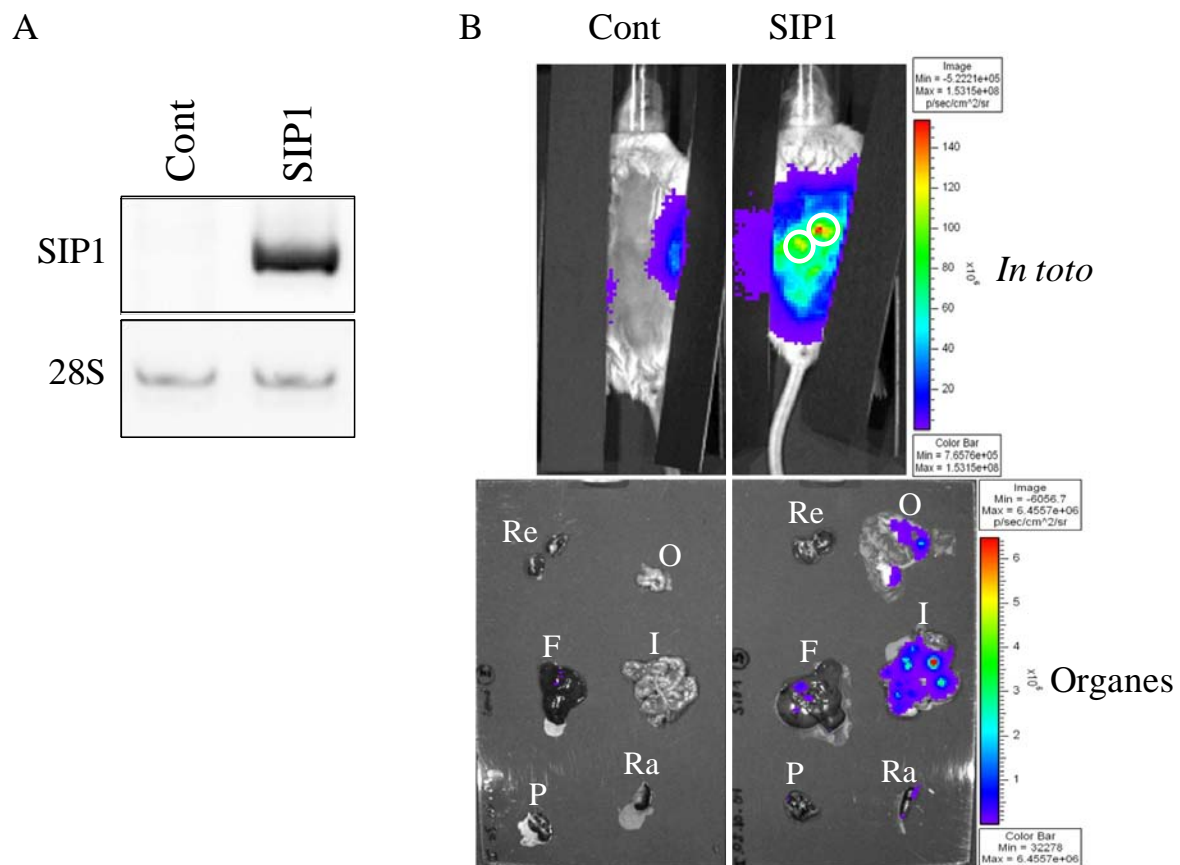 A
B
Cont
SIP1
Cont
SIP1
SIP1
28S
Image
Min = -5.2221e+05
Max = 1.5315e+08
p/sec/cm^2/sr
140
120
100
80
60
40
20
x10⁶
Color Bar
Min = 7.6576e+05
Max = 1.5315e+08
In toto
Re
O
F
I
P
Ra
Re
O
F
I
P
Ra
Image
Min = -6056.7
Max = 6.4557e+06
p/sec/cm^2/sr
6
5
4
3
2
1
x10⁶
Color Bar
Min = 32278
Max = 6.4557e+06
Organes